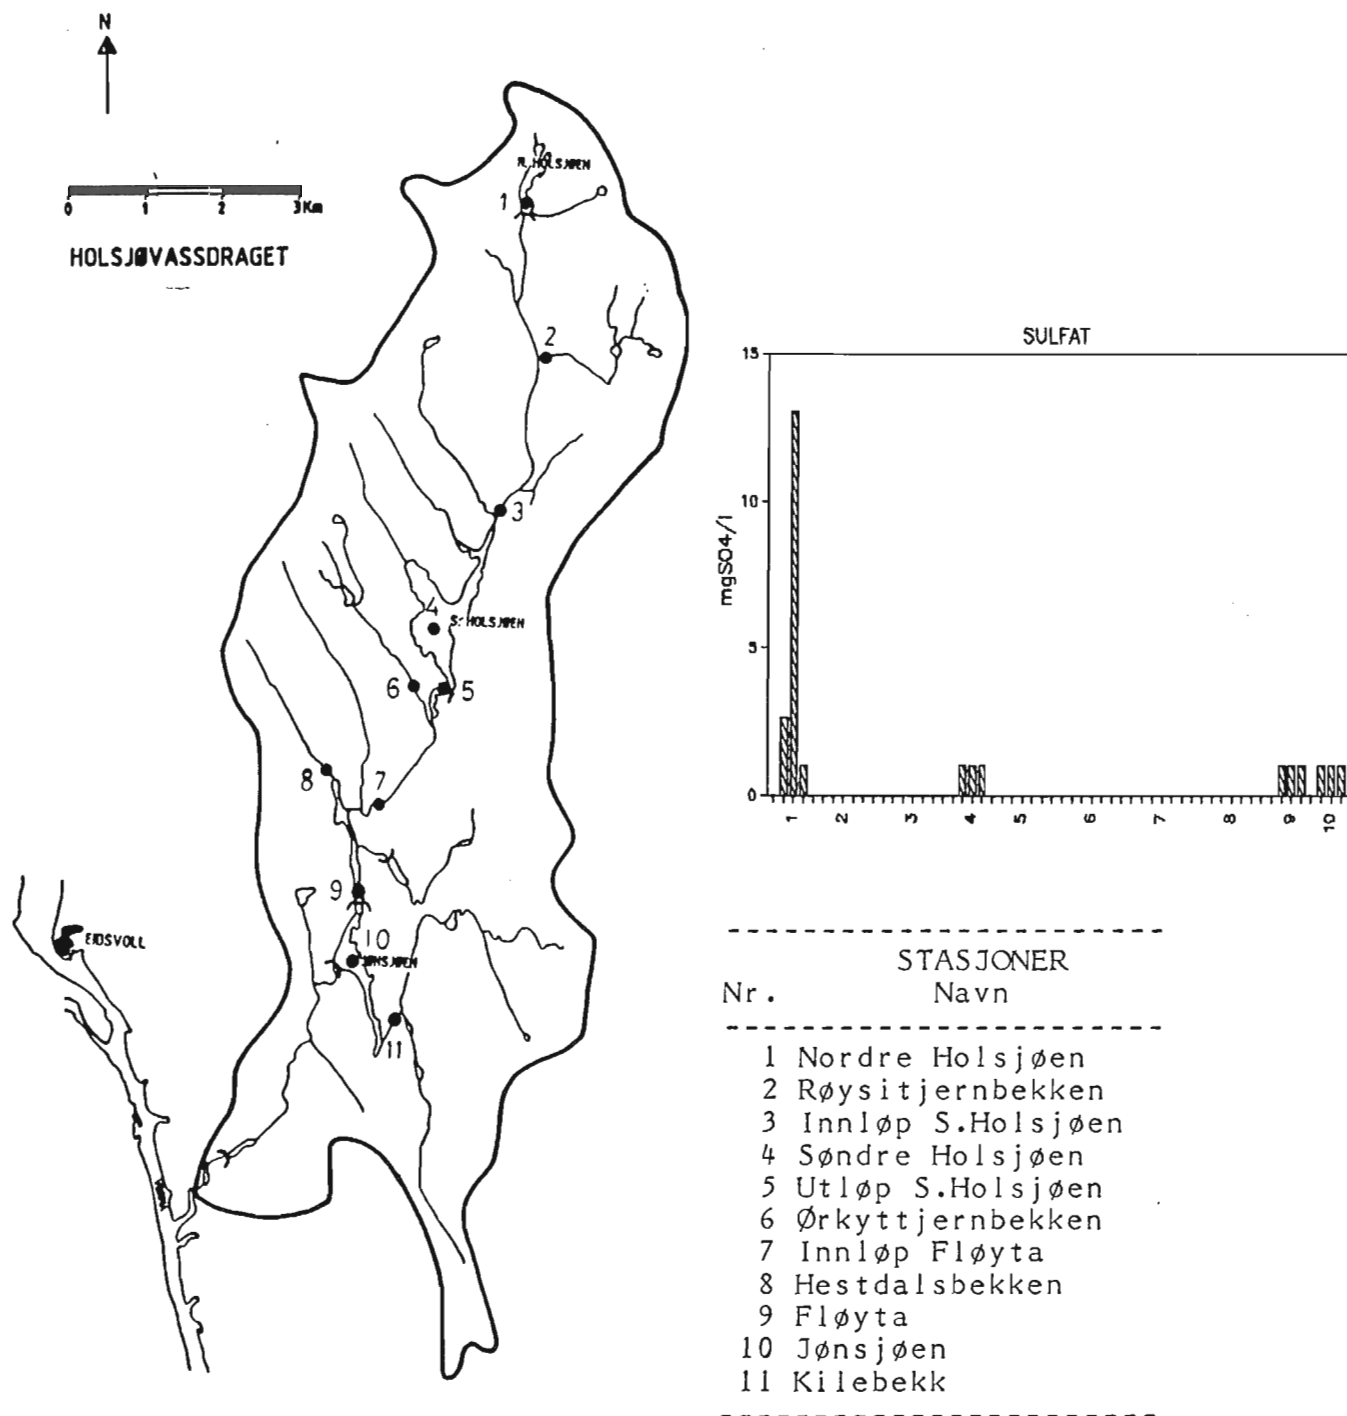 N
0 1 2 3 Km
HOLSJØVASSDRAGET
N. HOLSJØEN
1
2
3
4
S. HOLSJØEN
6
5
8
7
9
10
JØNSJØEN
11
EIDSVOLL
SULFAT
15
10
5
0
mgSO4/l
1 2 3 4 5 6 7 8 9 10
STASJONER
Nr. Navn
1 Nordre Holsjøen
2 Røysitjernbekken
3 Innløp S.Holsjøen
4 Søndre Holsjøen
5 Utløp S.Holsjøen
6 Ørkyttjernbekken
7 Innløp Fløyta
8 Hestdalsbekken
9 Fløyta
10 Jønsjøen
11 Kilebekk